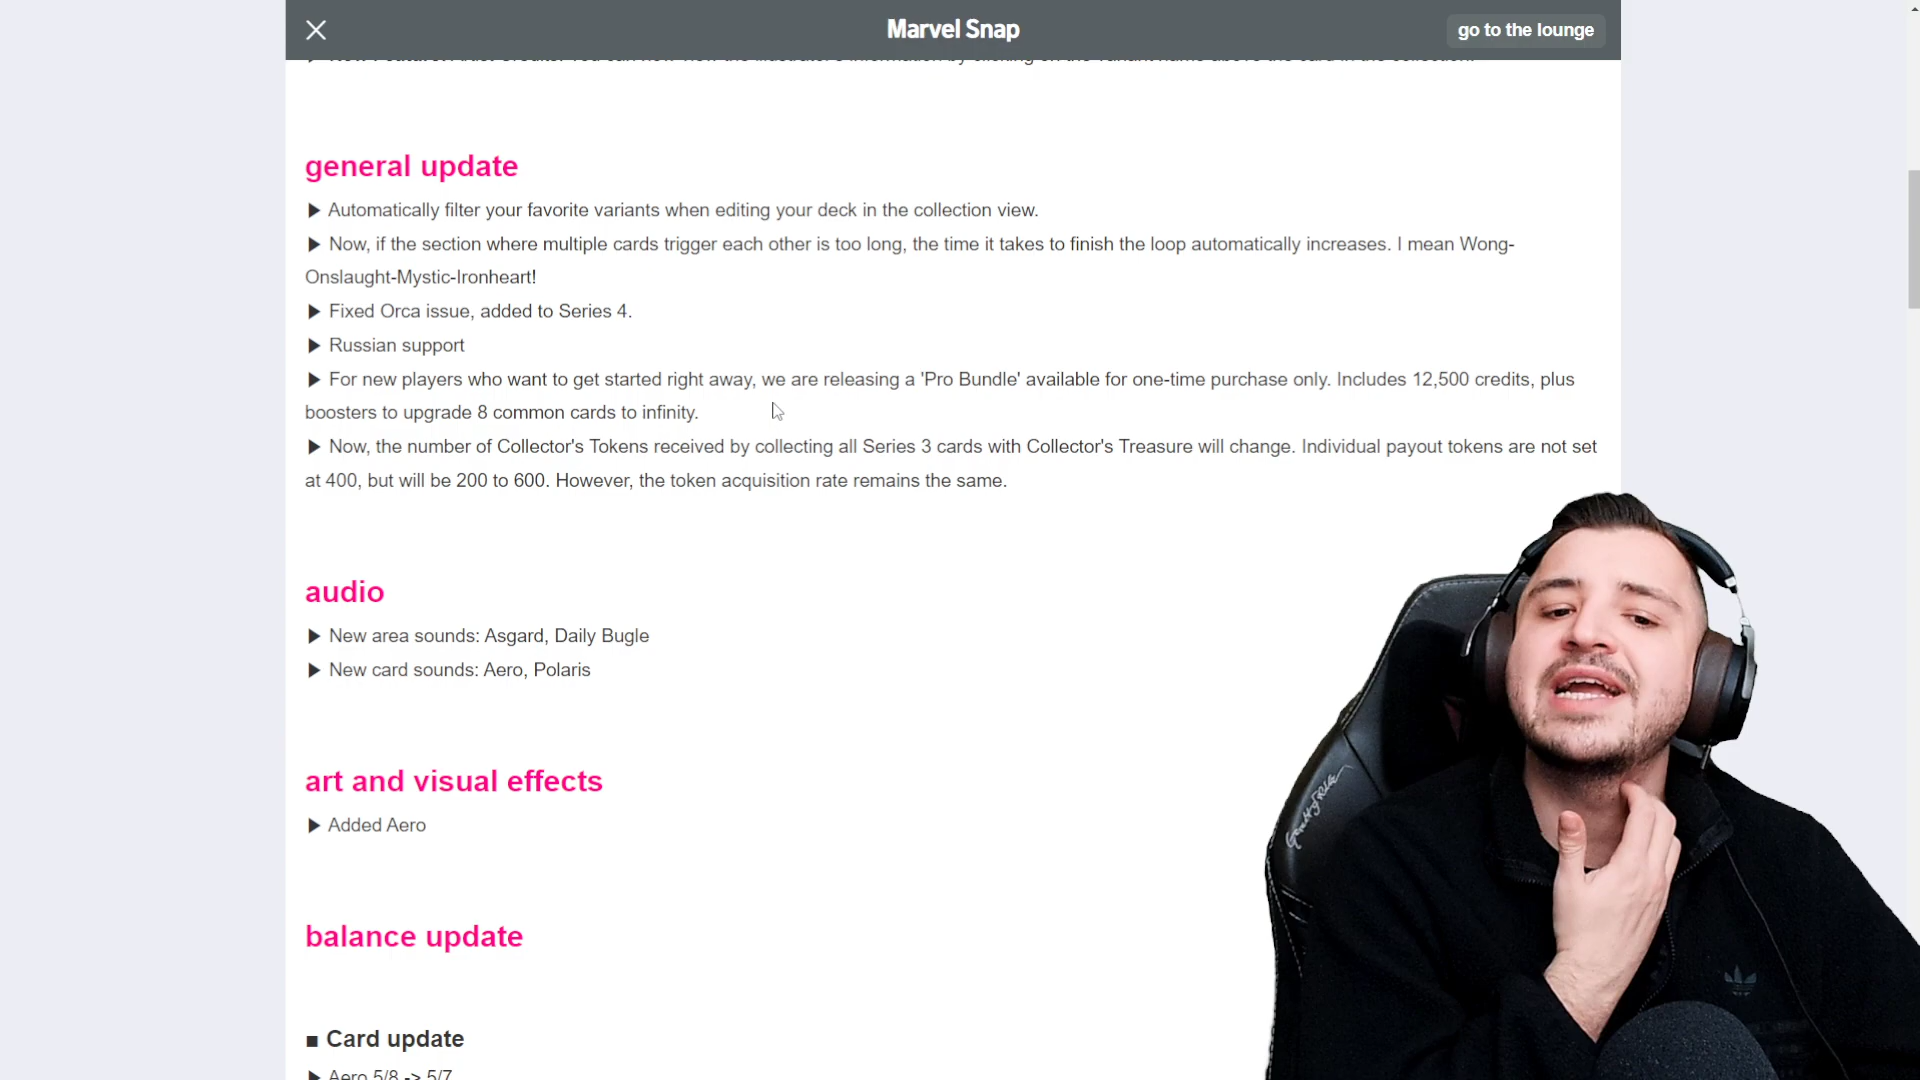 Marvel Snap
go to the lounge
general update
▶ Automatically filter your favorite variants when editing your deck in the collection view.
▶ Now, if the section where multiple cards trigger each other is too long, the time it takes to finish the loop automatically increases. I mean Wong-
Onslaught-Mystic-Ironheart!
▶ Fixed Orca issue, added to Series 4.
▶ Russian support
▶ For new players who want to get started right away, we are releasing a 'Pro Bundle' available for one-time purchase only. Includes 12,500 credits, plus
boosters to upgrade 8 common cards to infinity.
▶ Now, the number of Collector's Tokens received by collecting all Series 3 cards with Collector's Treasure will change. Individual payout tokens are not set
at 400, but will be 200 to 600. However, the token acquisition rate remains the same.
audio
▶ New area sounds: Asgard, Daily Bugle
▶ New card sounds: Aero, Polaris
art and visual effects
▶ Added Aero
balance update
■ Card update
▶ Aero 5/8 -> 5/7